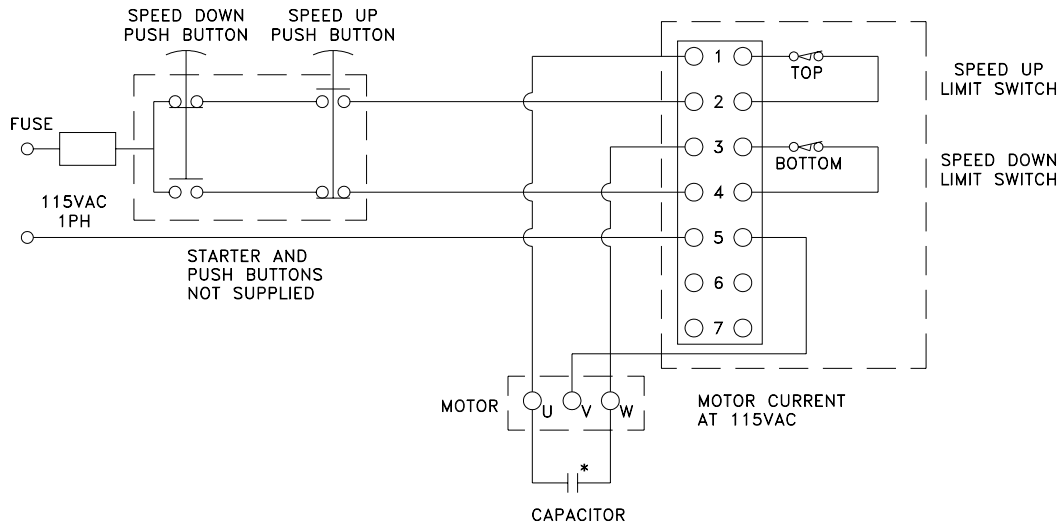 SPEED DOWN
PUSH BUTTON
SPEED UP
PUSH BUTTON
FUSE
115VAC
1PH
STARTER AND
PUSH BUTTONS
NOT SUPPLIED
1
2
3
4
5
6
7
TOP
BOTTOM
SPEED UP
LIMIT SWITCH
SPEED DOWN
LIMIT SWITCH
MOTOR
U
V
W
MOTOR CURRENT
AT 115VAC
*
CAPACITOR